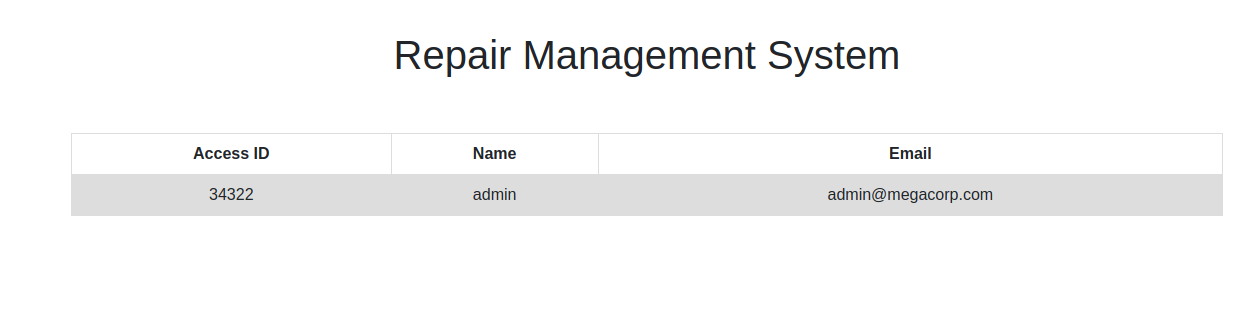 Repair Management System
Access ID Name Email
34322 admin admin@megacorp.com